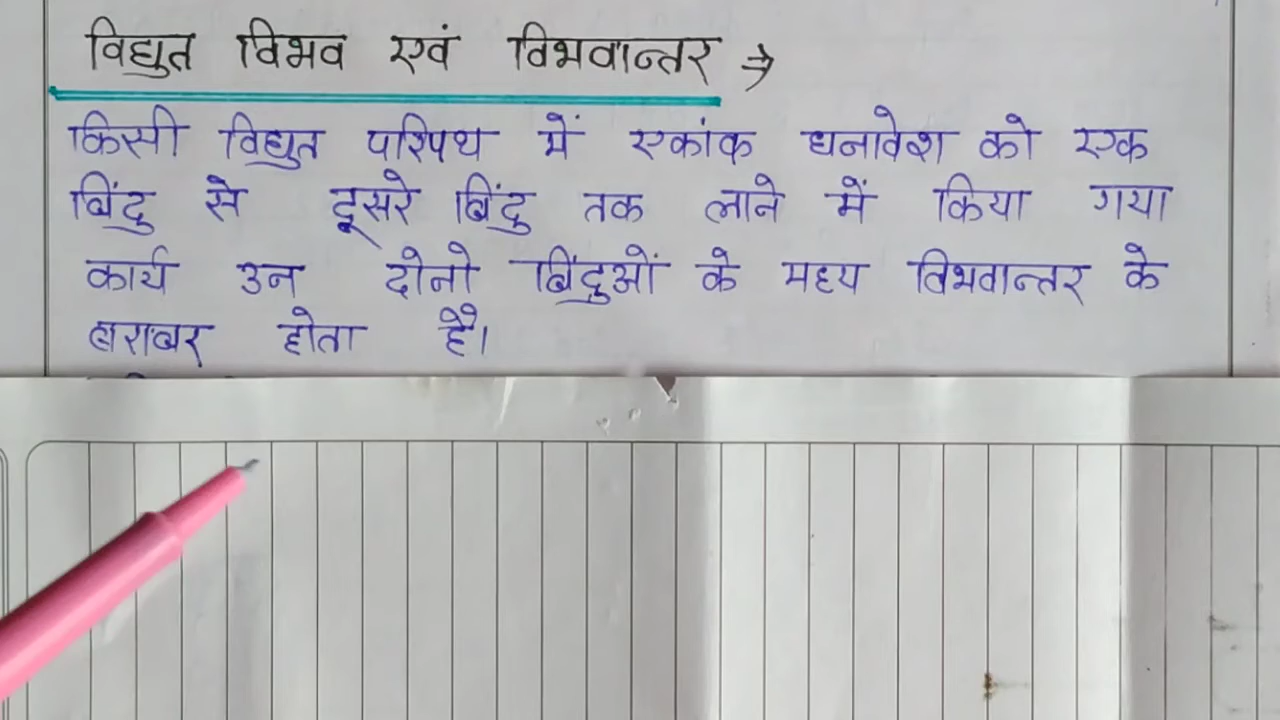 विद्युत विभव एवं विभवान्तर ⇒
किसी विद्युत परिपथ में एकांक धनावेश को एक
बिंदु से दूसरे बिंदु तक लाने में किया गया
कार्य उन दोनो बिंदुओं के मध्य विभवान्तर के
बराबर होता है।